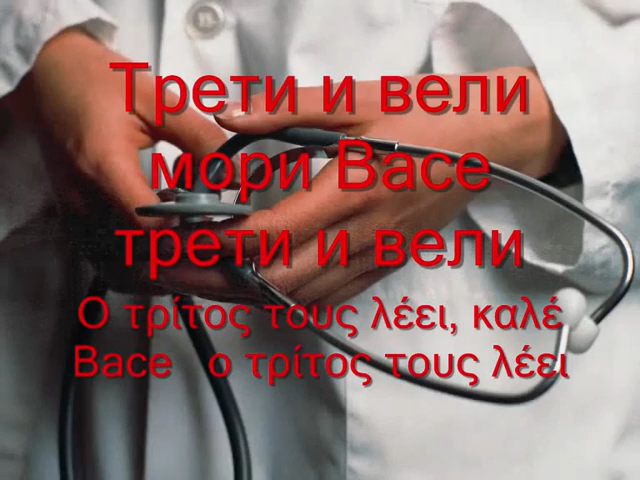 Трети и вели
мори Васе
трети и вели
Ο τρίτος τους λέει, καλέ
Васе ο τρίτος τους λέει